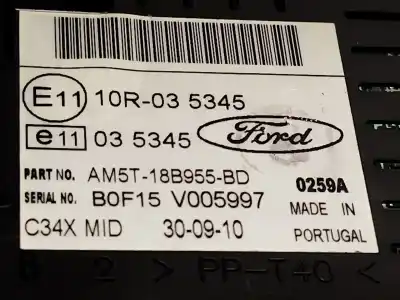 E11 10R-03 5345
e11 03 5345 Ford
PART NO. AM5T-18B955-BD 0259A
SERIAL NO. B0F15 V005997 MADE IN
C34X MID 30-09-10 PORTUGAL
> PP-T40 <